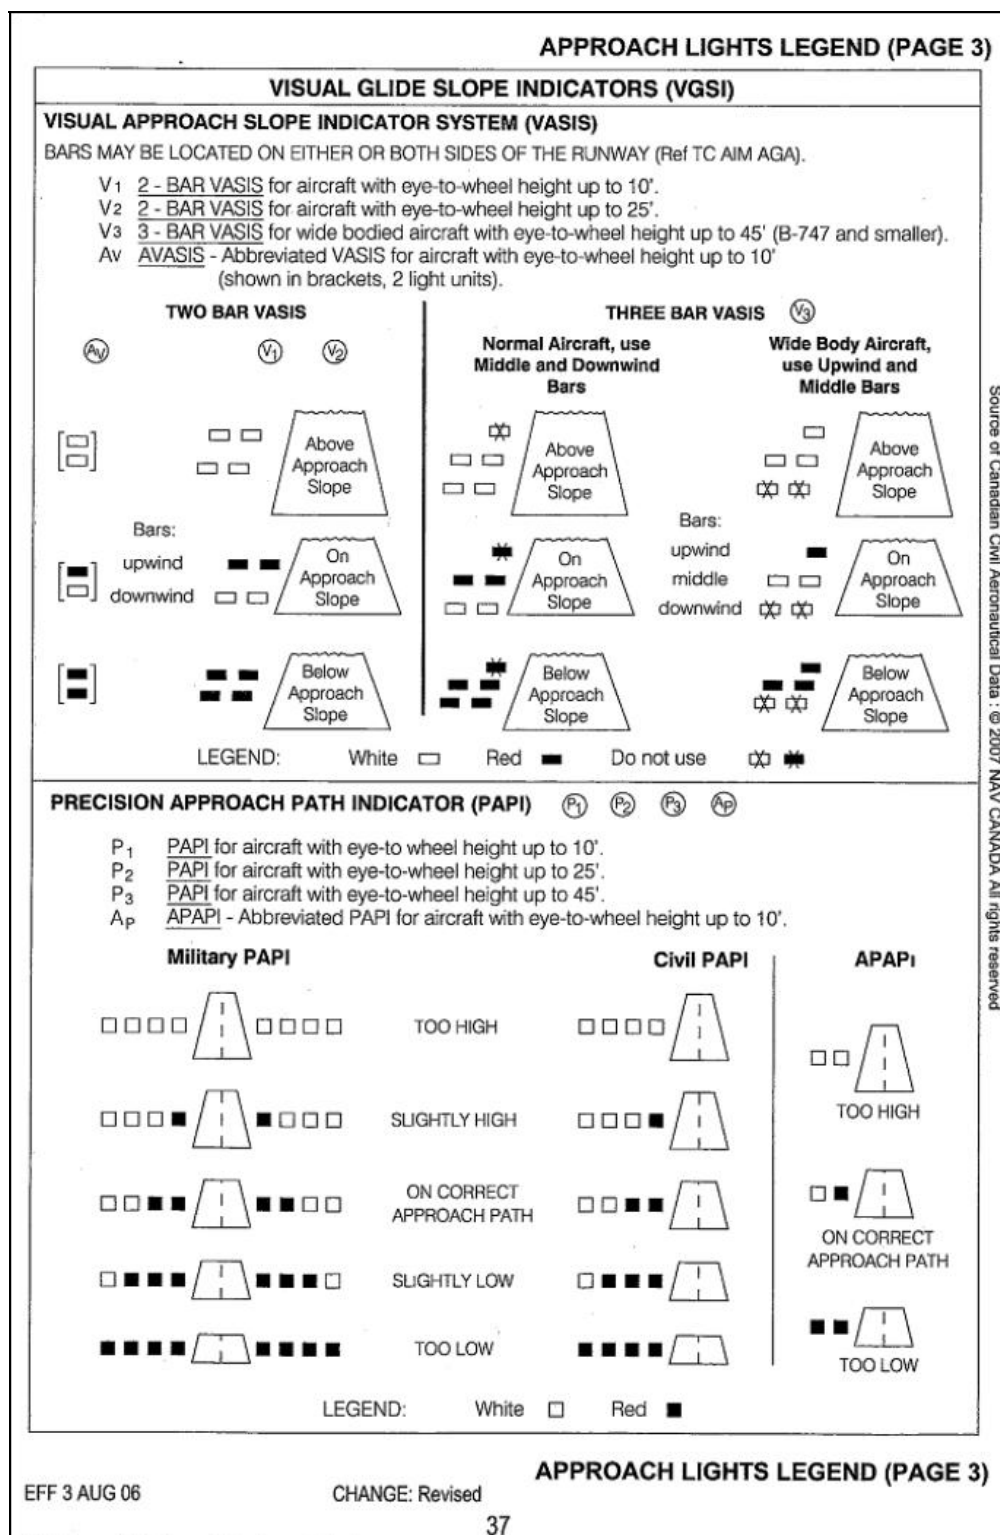 APPROACH LIGHTS LEGEND (PAGE 3)
VISUAL GLIDE SLOPE INDICATORS (VGSI)
VISUAL APPROACH SLOPE INDICATOR SYSTEM (VASIS)
BARS MAY BE LOCATED ON EITHER OR BOTH SIDES OF THE RUNWAY (Ref TC AIM AGA).
V1 2 - BAR VASIS for aircraft with eye-to-wheel height up to 10'.
V2 2 - BAR VASIS for aircraft with eye-to-wheel height up to 25'.
V3 3 - BAR VASIS for wide bodied aircraft with eye-to-wheel height up to 45' (B-747 and smaller).
AV AVASIS - Abbreviated VASIS for aircraft with eye-to-wheel height up to 10'
(shown in brackets, 2 light units).
TWO BAR VASIS
AV V1 V2
THREE BAR VASIS V3
Normal Aircraft, use
Middle and Downwind
Bars
Wide Body Aircraft,
use Upwind and
Middle Bars
Above
Approach
Slope
Above
Approach
Slope
Above
Approach
Slope
Bars:
upwind
downwind
On
Approach
Slope
On
Approach
Slope
Bars:
upwind
middle
downwind
On
Approach
Slope
Below
Approach
Slope
Below
Approach
Slope
Below
Approach
Slope
LEGEND: White Red Do not use
PRECISION APPROACH PATH INDICATOR (PAPI) P1 P2 P3 AP
P1 PAPI for aircraft with eye-to wheel height up to 10'.
P2 PAPI for aircraft with eye-to-wheel height up to 25'.
P3 PAPI for aircraft with eye-to-wheel height up to 45'.
AP APAPI - Abbreviated PAPI for aircraft with eye-to-wheel height up to 10'.
Military PAPI Civil PAPI APAPI
TOO HIGH
SLIGHTLY HIGH
ON CORRECT
APPROACH PATH
SLIGHTLY LOW
TOO LOW
TOO HIGH
ON CORRECT
APPROACH PATH
TOO LOW
LEGEND: White Red
Source of Canadian Civil Aeronautical Data : © 2007 NAV CANADA All rights reserved
APPROACH LIGHTS LEGEND (PAGE 3)
EFF 3 AUG 06 CHANGE: Revised
37